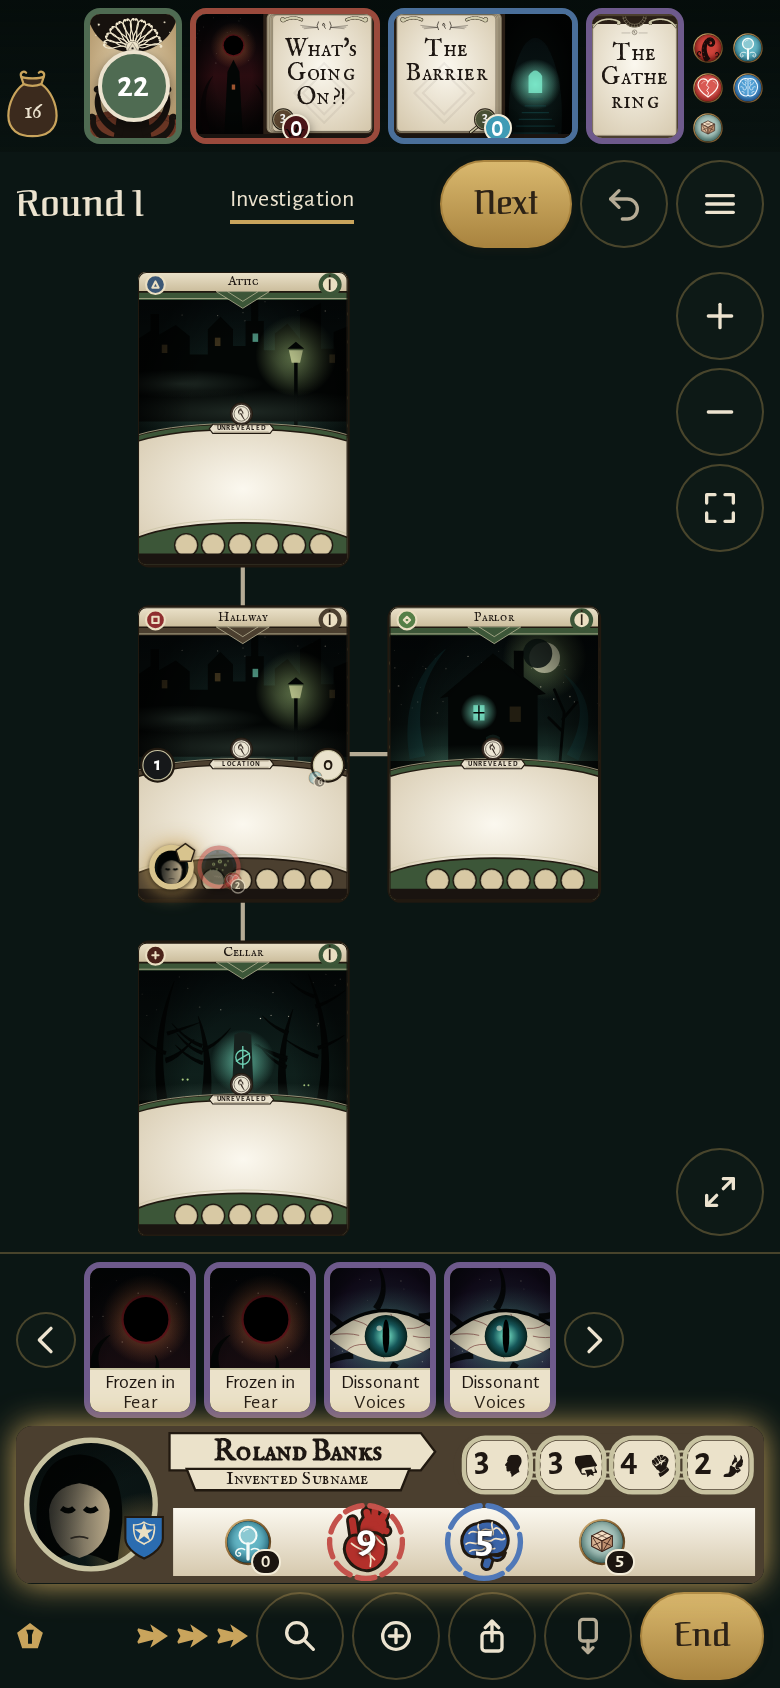 16
22
What's
Going
On?!
3
0
The
Barrier
3
0
The
Gathe
ring
Round 1
Investigation
Next
Attic
UNREVEALED
Hallway
1
LOCATION
0
2
Parlor
UNREVEALED
Cellar
UNREVEALED
Frozen in
Fear
Frozen in
Fear
Dissonant
Voices
Dissonant
Voices
Roland Banks
Invented Subname
3
3
4
2
0
9
5
5
End